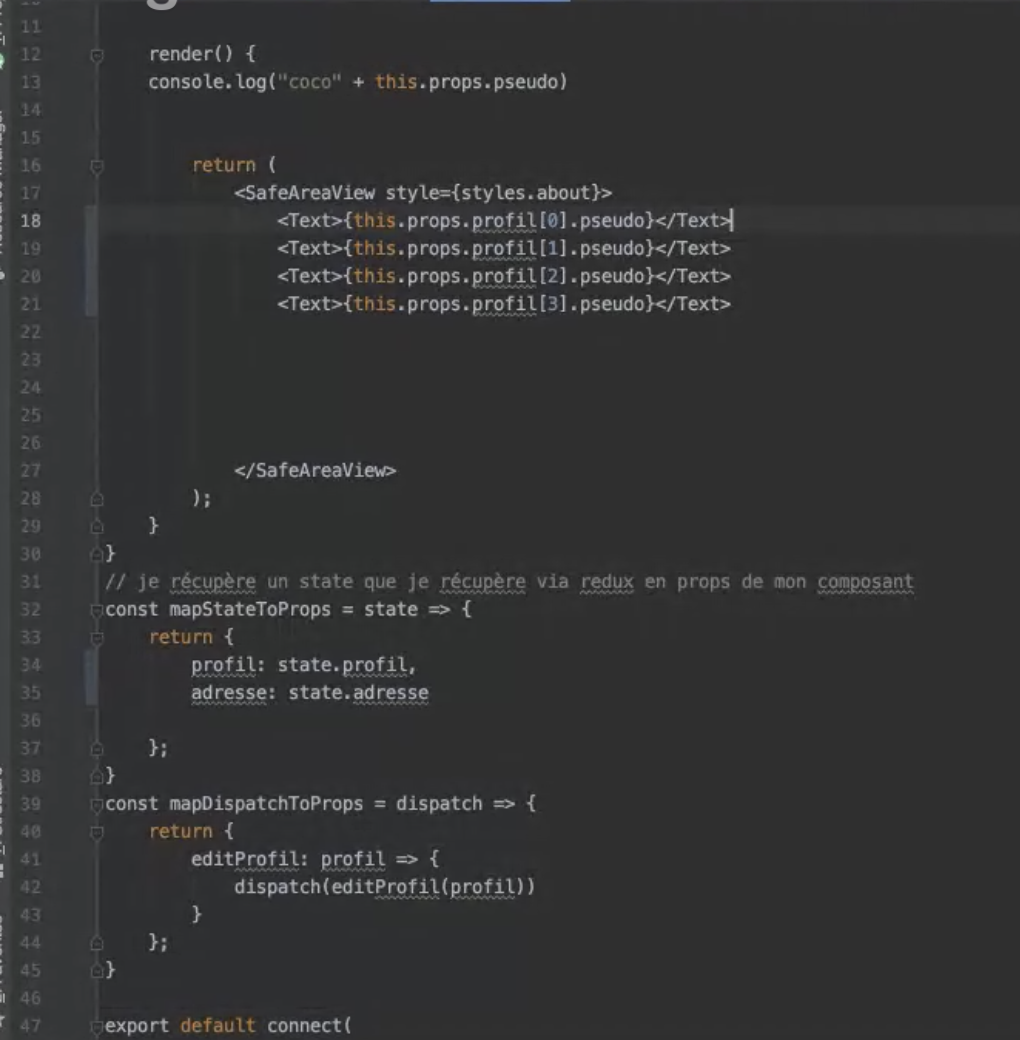 11
12 render() {
13 console.log("coco" + this.props.pseudo)
14
15
16 return (
17 <SafeAreaView style={styles.about}>
18 <Text>{this.props.profil[0].pseudo}</Text>
19 <Text>{this.props.profil[1].pseudo}</Text>
20 <Text>{this.props.profil[2].pseudo}</Text>
21 <Text>{this.props.profil[3].pseudo}</Text>
22
23
24
25
26
27 </SafeAreaView>
28 );
29 }
30 }
31 // je récupère un state que je récupère via redux en props de mon composant
32 const mapStateToProps = state => {
33 return {
34 profil: state.profil,
35 adresse: state.adresse
36
37 };
38 }
39 const mapDispatchToProps = dispatch => {
40 return {
41 editProfil: profil => {
42 dispatch(editProfil(profil))
43 }
44 };
45 }
46
47 export default connect(